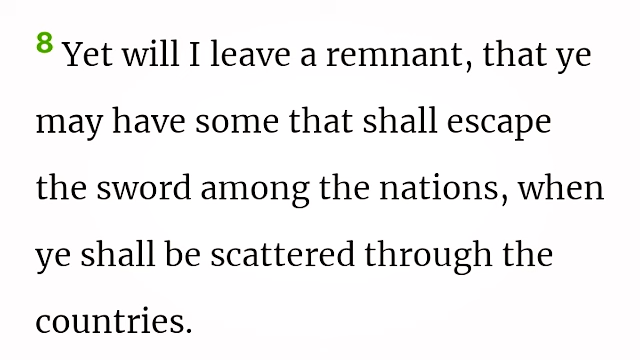 8 Yet will I leave a remnant, that ye
may have some that shall escape
the sword among the nations, when
ye shall be scattered through the
countries.